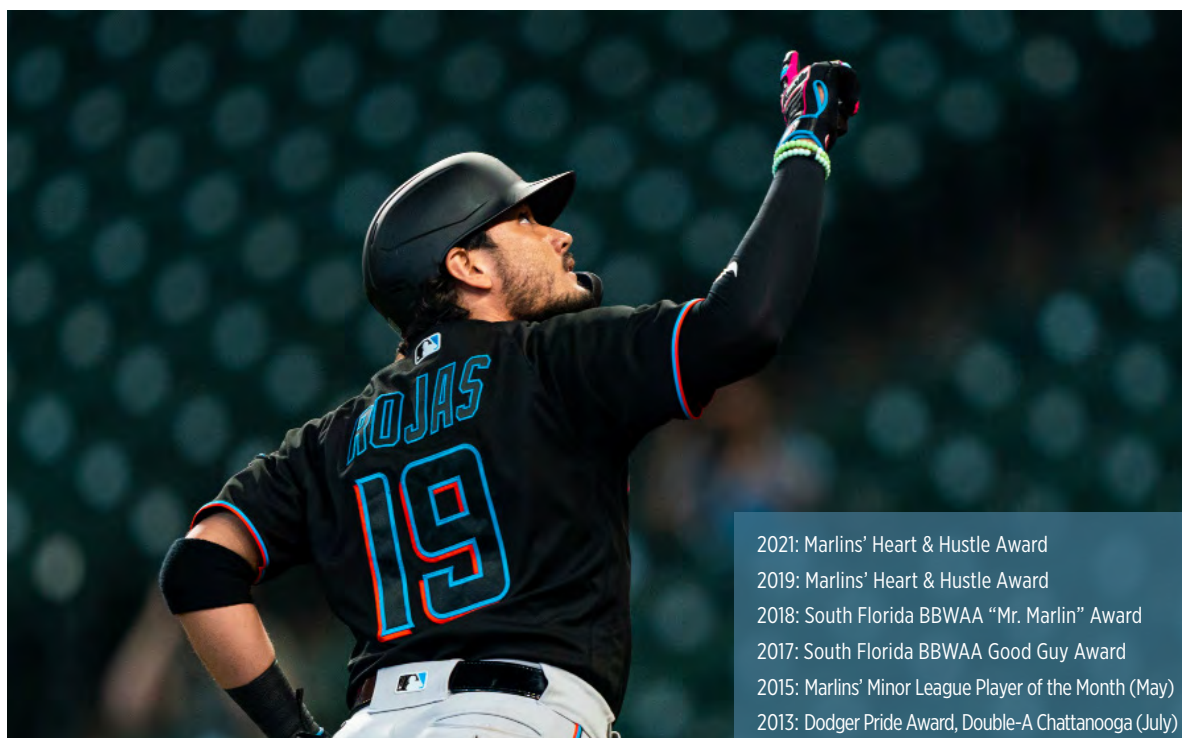 ROJAS
19
2021: Marlins’ Heart & Hustle Award
2019: Marlins’ Heart & Hustle Award
2018: South Florida BBWAA “Mr. Marlin” Award
2017: South Florida BBWAA Good Guy Award
2015: Marlins’ Minor League Player of the Month (May)
2013: Dodger Pride Award, Double-A Chattanooga (July)